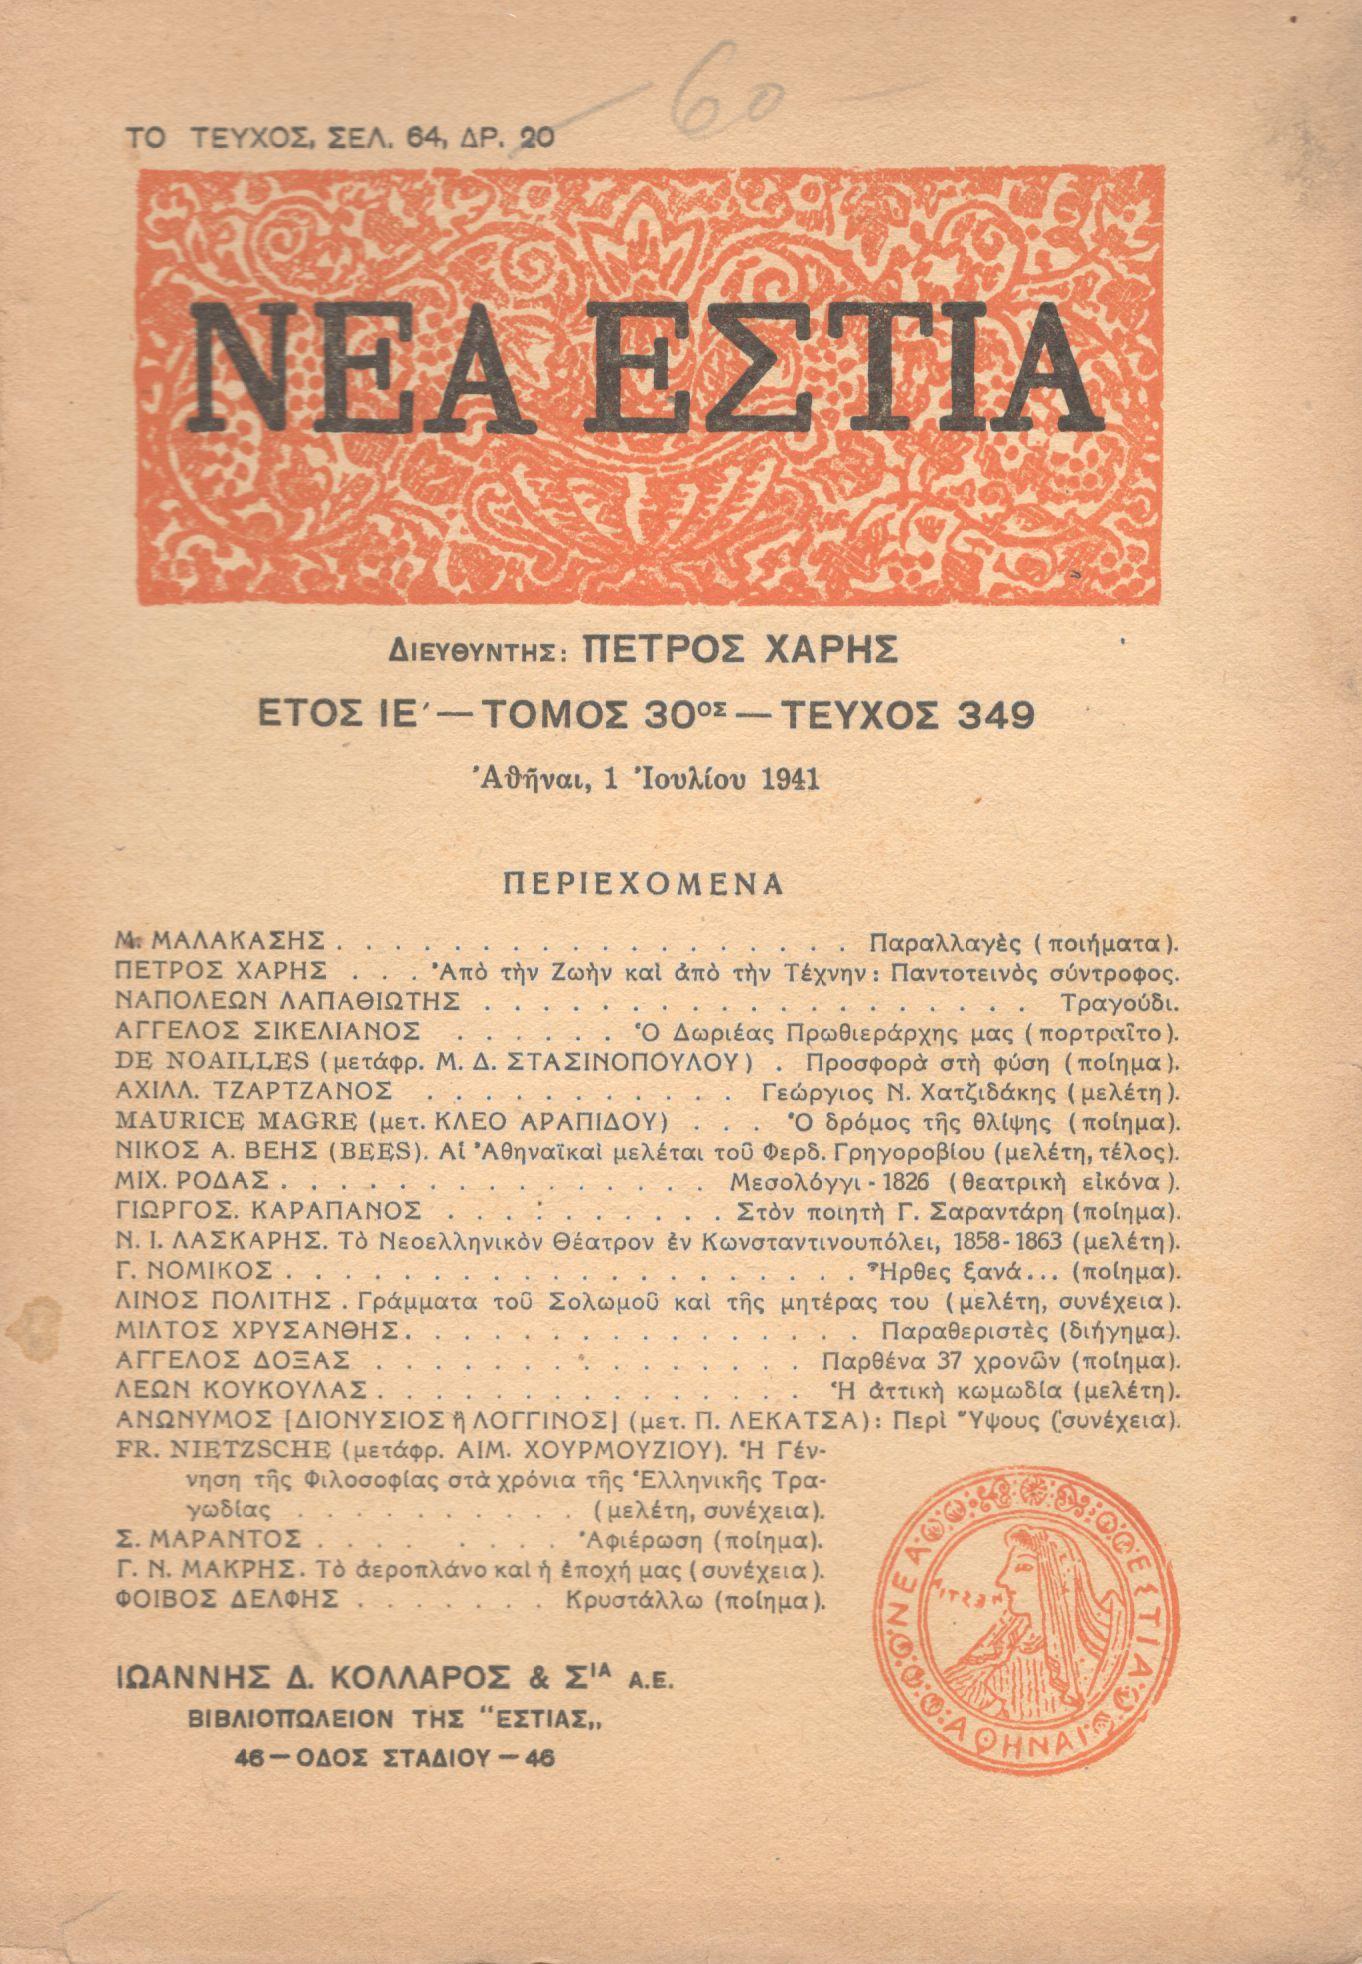 60
ΤΟ ΤΕΥΧΟΣ, ΣΕΛ. 64, ΔΡ. 20
ΝΕΑ ΕΣΤΙΑ
ΔΙΕΥΘΥΝΤΗΣ: ΠΕΤΡΟΣ ΧΑΡΗΣ
ΕΤΟΣ ΙΕ΄ — ΤΟΜΟΣ 30ΟΣ — ΤΕΥΧΟΣ 349
Ἀθῆναι, 1 Ἰουλίου 1941
ΠΕΡΙΕΧΟΜΕΝΑ
Μ. ΜΑΛΑΚΑΣΗΣ . . . . . . . . . . . . . . . . . . Παραλλαγὲς (ποιήματα).
ΠΕΤΡΟΣ ΧΑΡΗΣ . . . Ἀπὸ τὴν Ζωὴν καὶ ἀπὸ τὴν Τέχνην: Παντοτεινὸς σύντροφος.
ΝΑΠΟΛΕΩΝ ΛΑΠΑΘΙΩΤΗΣ . . . . . . . . . . . . . . . . . . . Τραγούδι.
ΑΓΓΕΛΟΣ ΣΙΚΕΛΙΑΝΟΣ . . . . . . Ὁ Δωριέας Πρωθιεράρχης μας (πορτραῖτο).
DE NOAILLES (μετάφρ. Μ. Δ. ΣΤΑΣΙΝΟΠΟΥΛΟΥ) . Προσφορὰ στὴ φύση (ποίημα).
ΑΧΙΛΛ. ΤΖΑΡΤΖΑΝΟΣ . . . . . . . . . . . Γεώργιος Ν. Χατζιδάκης (μελέτη).
MAURICE MAGRE (μετ. ΚΛΕΟ ΑΡΑΠΙΔΟΥ) . . . Ὁ δρόμος τῆς θλίψης (ποίημα).
ΝΙΚΟΣ Α. ΒΕΗΣ (BEES). Αἱ Ἀθηναϊκαὶ μελέται τοῦ Φερδ. Γρηγοροβίου (μελέτη, τέλος).
ΜΙΧ. ΡΟΔΑΣ . . . . . . . . . . . . . . . Μεσολόγγι - 1826 (θεατρικὴ εἰκόνα).
ΓΙΩΡΓΟΣ. ΚΑΡΑΠΑΝΟΣ . . . . . . . . . . Στὸν ποιητὴ Γ. Σαραντάρη (ποίημα).
Ν. Ι. ΛΑΣΚΑΡΗΣ. Τὸ Νεοελληνικὸν Θέατρον ἐν Κωνσταντινουπόλει, 1858-1863 (μελέτη).
Γ. ΝΟΜΙΚΟΣ . . . . . . . . . . . . . . . . . . . . Ἦρθες ξανά... (ποίημα).
ΛΙΝΟΣ ΠΟΛΙΤΗΣ . Γράμματα τοῦ Σολωμοῦ καὶ τῆς μητέρας του (μελέτη, συνέχεια).
ΜΙΛΤΟΣ ΧΡΥΣΑΝΘΗΣ . . . . . . . . . . . . . . . . Παραθεριστὲς (διήγημα).
ΑΓΓΕΛΟΣ ΔΟΞΑΣ . . . . . . . . . . . . . . . Παρθένα 37 χρονῶν (ποίημα).
ΛΕΩΝ ΚΟΥΚΟΥΛΑΣ . . . . . . . . . . . . . . . Ἡ ἀττικὴ κωμωδία (μελέτη).
ΑΝΩΝΥΜΟΣ [ΔΙΟΝΥΣΙΟΣ ἢ ΛΟΓΓΙΝΟΣ] (μετ. Π. ΛΕΚΑΤΣΑ): Περὶ Ὕψους (συνέχεια).
FR. NIETZSCHE (μετάφρ. ΑΙΜ. ΧΟΥΡΜΟΥΖΙΟΥ). Ἡ Γέν-
νηση τῆς Φιλοσοφίας στὰ χρόνια τῆς Ἑλληνικῆς Τρα-
γωδίας . . . . . . . . . . (μελέτη, συνέχεια).
Σ. ΜΑΡΑΝΤΟΣ . . . . . . . . Ἀφιέρωση (ποίημα).
Γ. Ν. ΜΑΚΡΗΣ. Τὸ ἀεροπλάνο καὶ ἡ ἐποχή μας (συνέχεια).
ΦΟΙΒΟΣ ΔΕΛΦΗΣ . . . . . . . Κρυστάλλω (ποίημα).
ΝΕΑ ΕΣΤΙΑ
ΑΘΗΝΑΙ
ΙΩΑΝΝΗΣ Δ. ΚΟΛΛΑΡΟΣ & ΣΙΑ Α.Ε.
ΒΙΒΛΙΟΠΩΛΕΙΟΝ ΤΗΣ "ΕΣΤΙΑΣ„
46 — ΟΔΟΣ ΣΤΑΔΙΟΥ — 46